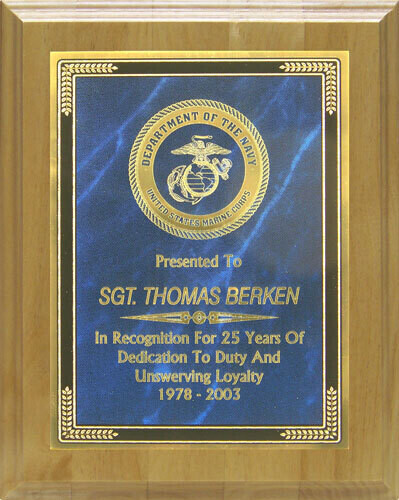 DEPARTMENT OF THE NAVY
UNITED STATES MARINE CORPS
Presented To
SGT. THOMAS BERKEN
In Recognition For 25 Years Of
Dedication To Duty And
Unswerving Loyalty
1978 - 2003